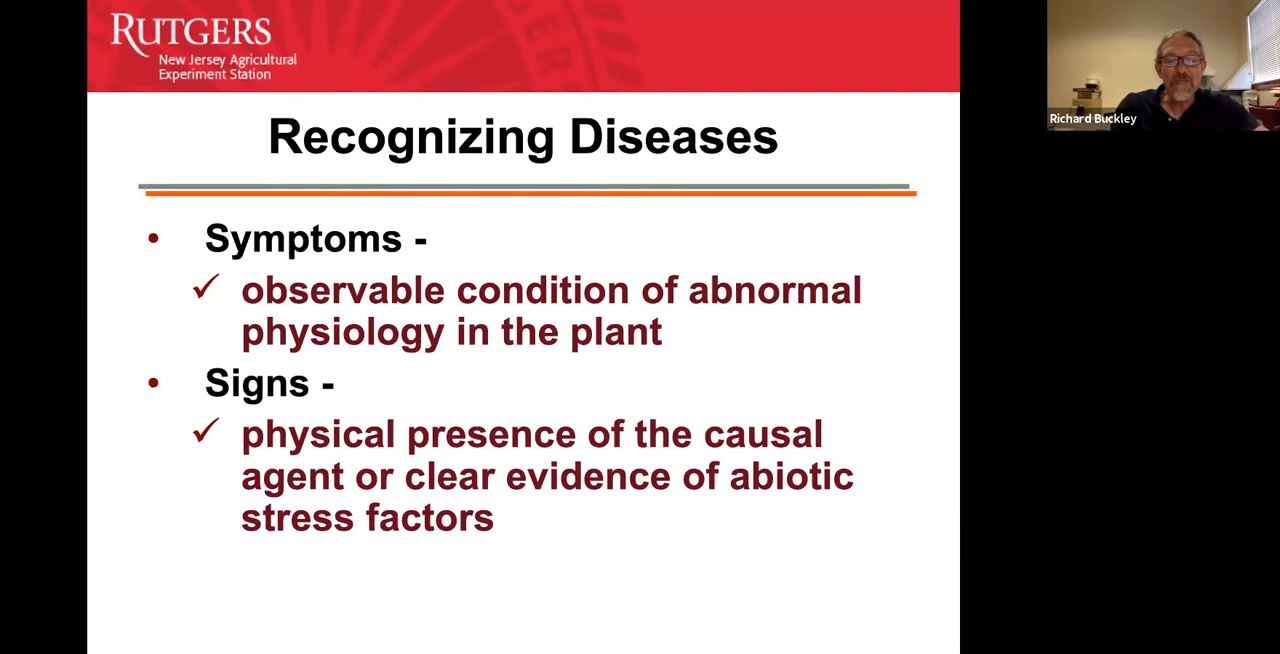 RUTGERS
New Jersey Agricultural
Experiment Station
Richard Buckley
Recognizing Diseases
• Symptoms -
✓ observable condition of abnormal
physiology in the plant
• Signs -
✓ physical presence of the causal
agent or clear evidence of abiotic
stress factors